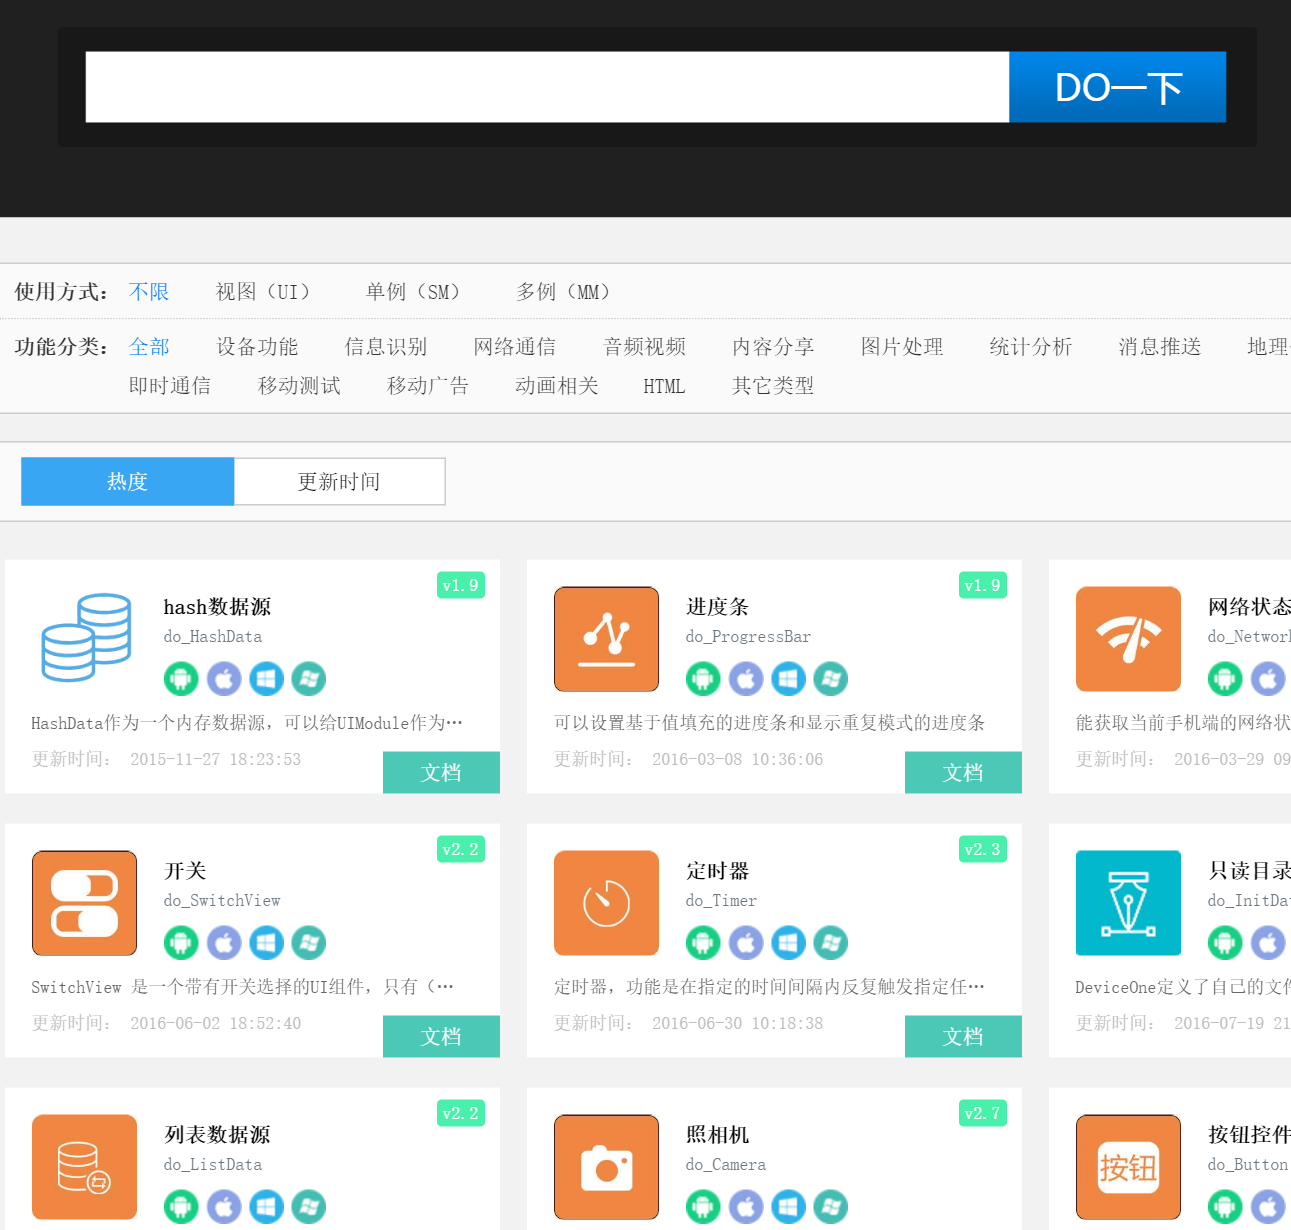 DO一下
使用方式： 不限 视图（UI） 单例（SM） 多例（MM）
功能分类： 全部 设备功能 信息识别 网络通信 音频视频 内容分享 图片处理 统计分析 消息推送 地理
即时通信 移动测试 移动广告 动画相关 HTML 其它类型
热度 更新时间
v1.9 v1.9
hash数据源 进度条 网络状态
do_HashData do_ProgressBar do_Network
HashData作为一个内存数据源，可以给UIModule作为… 可以设置基于值填充的进度条和显示重复模式的进度条 能获取当前手机端的网络状
更新时间： 2015-11-27 18:23:53 更新时间： 2016-03-08 10:36:06 更新时间： 2016-03-29 09
文档 文档
v2.2 v2.3
开关 定时器 只读目录
do_SwitchView do_Timer do_InitDa
SwitchView 是一个带有开关选择的UI组件，只有（… 定时器，功能是在指定的时间间隔内反复触发指定任… DeviceOne定义了自己的文件
更新时间： 2016-06-02 18:52:40 更新时间： 2016-06-30 10:18:38 更新时间： 2016-07-19 21
文档 文档
v2.2 v2.7
列表数据源 照相机 按钮 按钮控件
do_ListData do_Camera do_Button